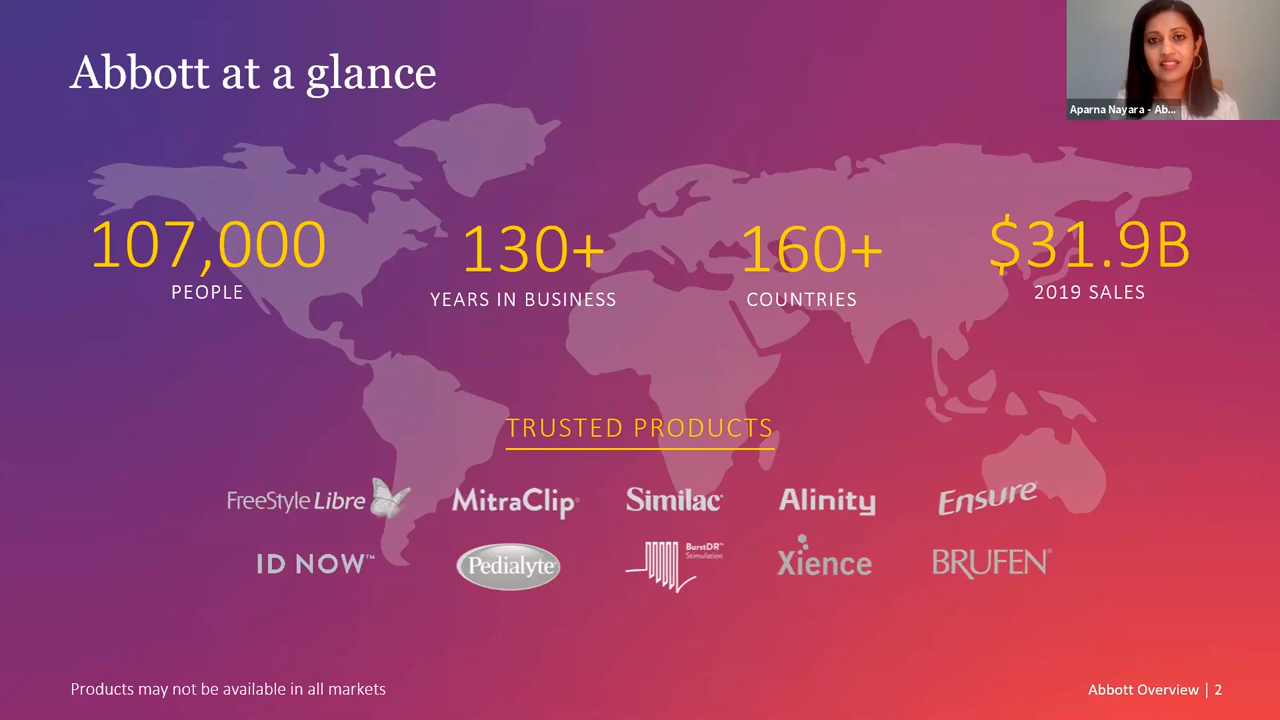 Abbott at a glance
Aparna Nayara - Ab...
107,000
PEOPLE
130+
YEARS IN BUSINESS
160+
COUNTRIES
$31.9B
2019 SALES
TRUSTED PRODUCTS
FreeStyle Libre
MitraClip®
Similac®
Alinity
Ensure®
ID NOW™
Pedialyte®
BurstDR™
Stimulation
Xience
BRUFEN®
Products may not be available in all markets
Abbott Overview | 2